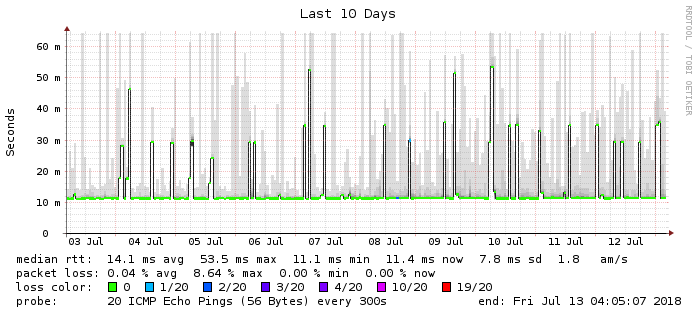 Last 10 Days
RRDTOOL / TOBI OETIKER
Seconds
60 m
50 m
40 m
30 m
20 m
10 m
0
03 Jul 04 Jul 05 Jul 06 Jul 07 Jul 08 Jul 09 Jul 10 Jul 11 Jul 12 Jul
median rtt: 14.1 ms avg 53.5 ms max 11.1 ms min 11.4 ms now 7.8 ms sd 1.8 am/s
packet loss: 0.04 % avg 8.64 % max 0.00 % min 0.00 % now
loss color: 0 1/20 2/20 3/20 4/20 10/20 19/20
probe: 20 ICMP Echo Pings (56 Bytes) every 300s end: Fri Jul 13 04:05:07 2018